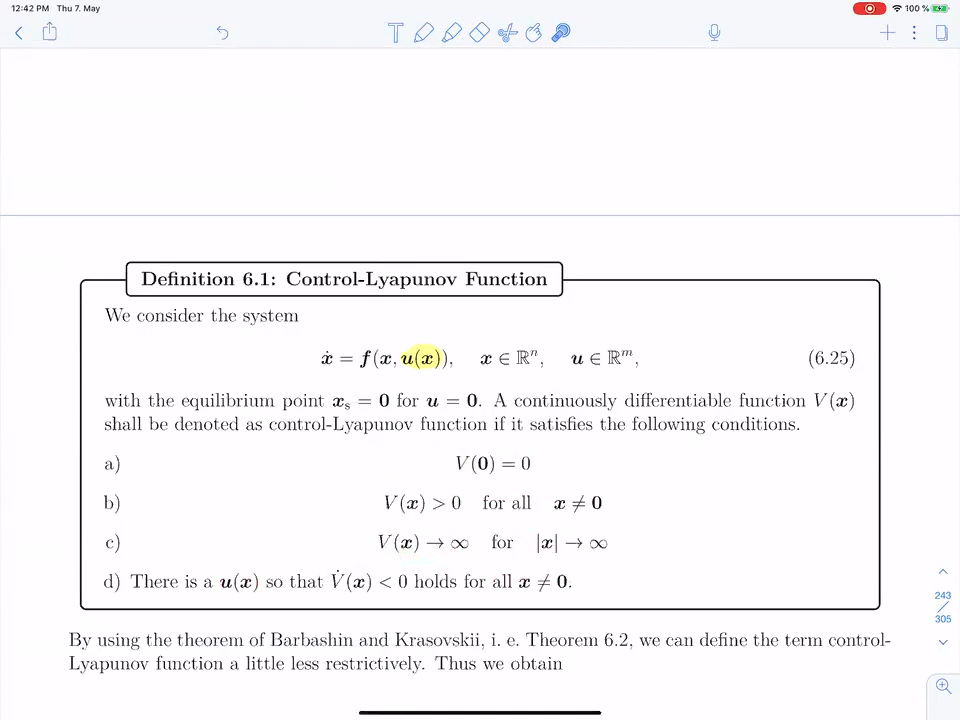 12:42 PM Thu 7. May
100 %
T
Definition 6.1: Control-Lyapunov Function
We consider the system
ẋ = f(x, u(x)), x ∈ ℝⁿ, u ∈ ℝᵐ, (6.25)
with the equilibrium point xₛ = 0 for u = 0. A continuously differentiable function V(x)
shall be denoted as control-Lyapunov function if it satisfies the following conditions.
a) V(0) = 0
b) V(x) > 0 for all x ≠ 0
c) V(x) → ∞ for |x| → ∞
d) There is a u(x) so that V̇(x) < 0 holds for all x ≠ 0.
243
305
By using the theorem of Barbashin and Krasovskii, i. e. Theorem 6.2, we can define the term control-
Lyapunov function a little less restrictively. Thus we obtain